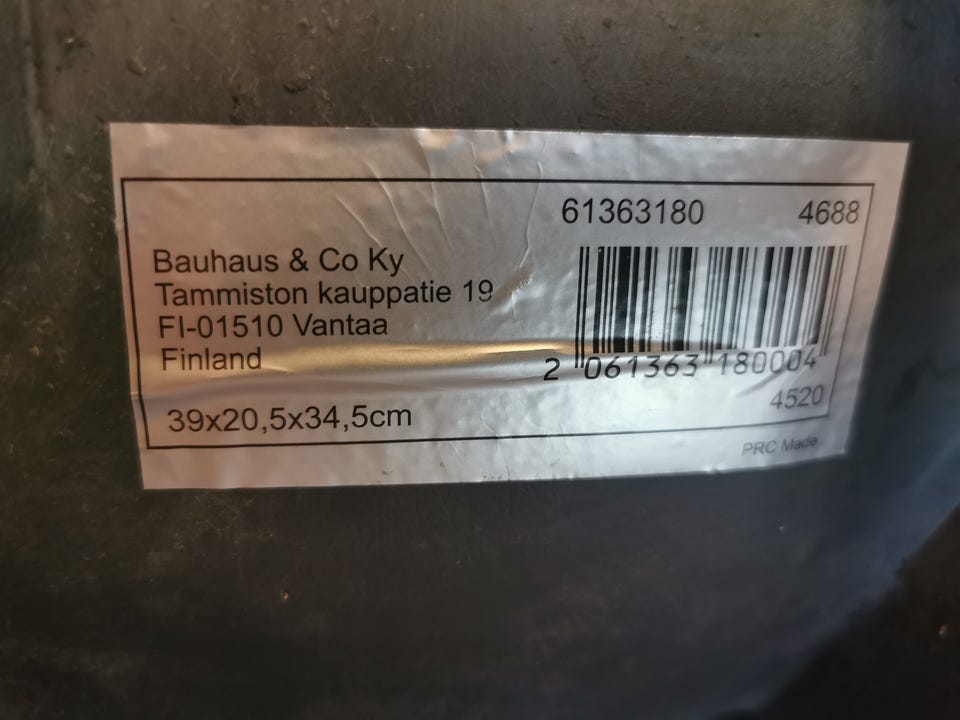 61363180 4688
Bauhaus & Co Ky
Tammiston kauppatie 19
FI-01510 Vantaa
Finland
2 061363 180004
4520
39x20,5x34,5cm
PRC Made